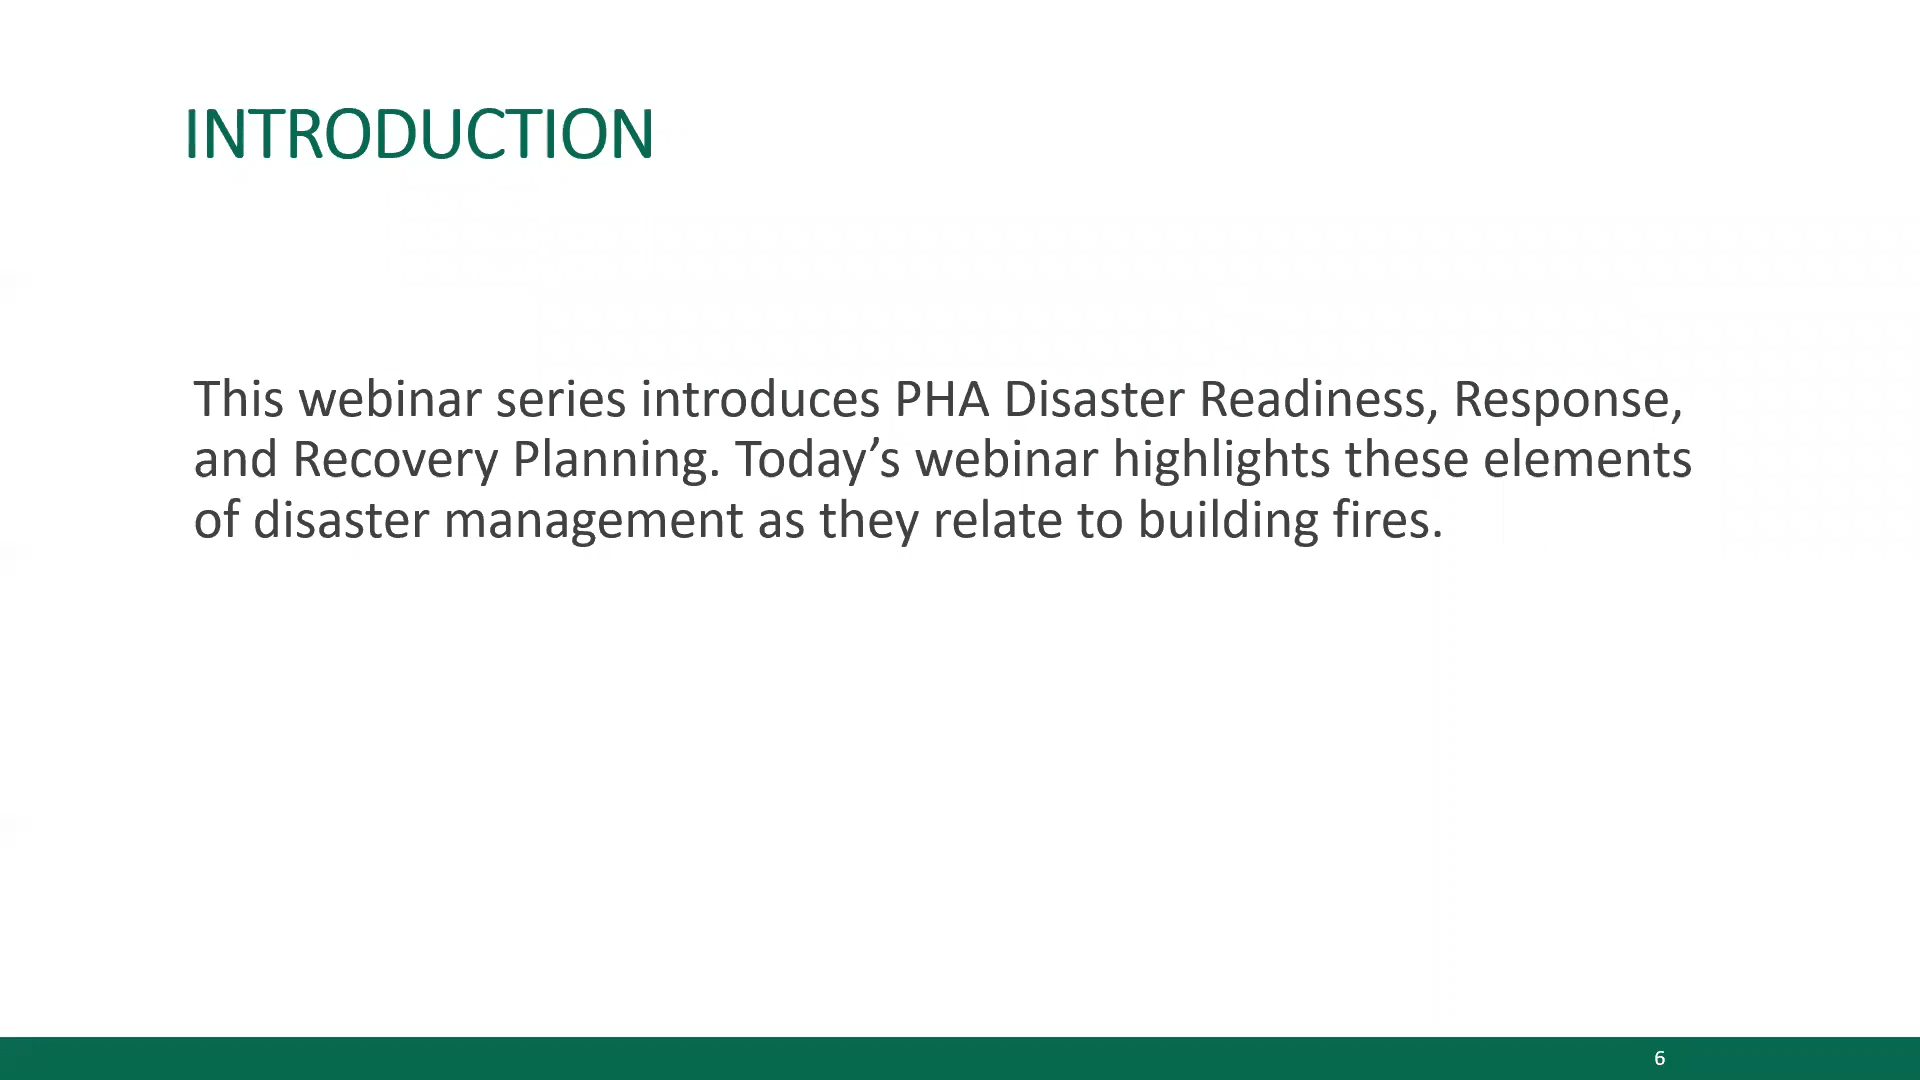 INTRODUCTION
This webinar series introduces PHA Disaster Readiness, Response,
and Recovery Planning. Today’s webinar highlights these elements
of disaster management as they relate to building fires.
6